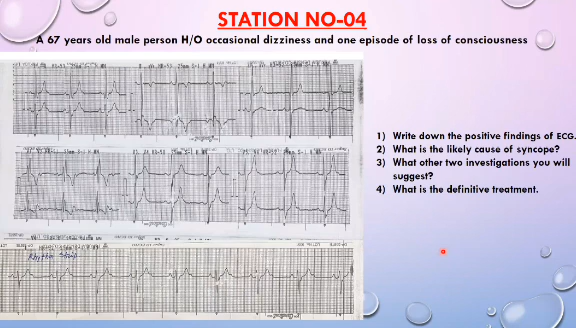 STATION NO-04
A 67 years old male person H/O occasional dizziness and one episode of loss of consciousness
1) Write down the positive findings of ECG.
2) What is the likely cause of syncope?
3) What other two investigations you will
suggest?
4) What is the definitive treatment.
Rhythm Strip